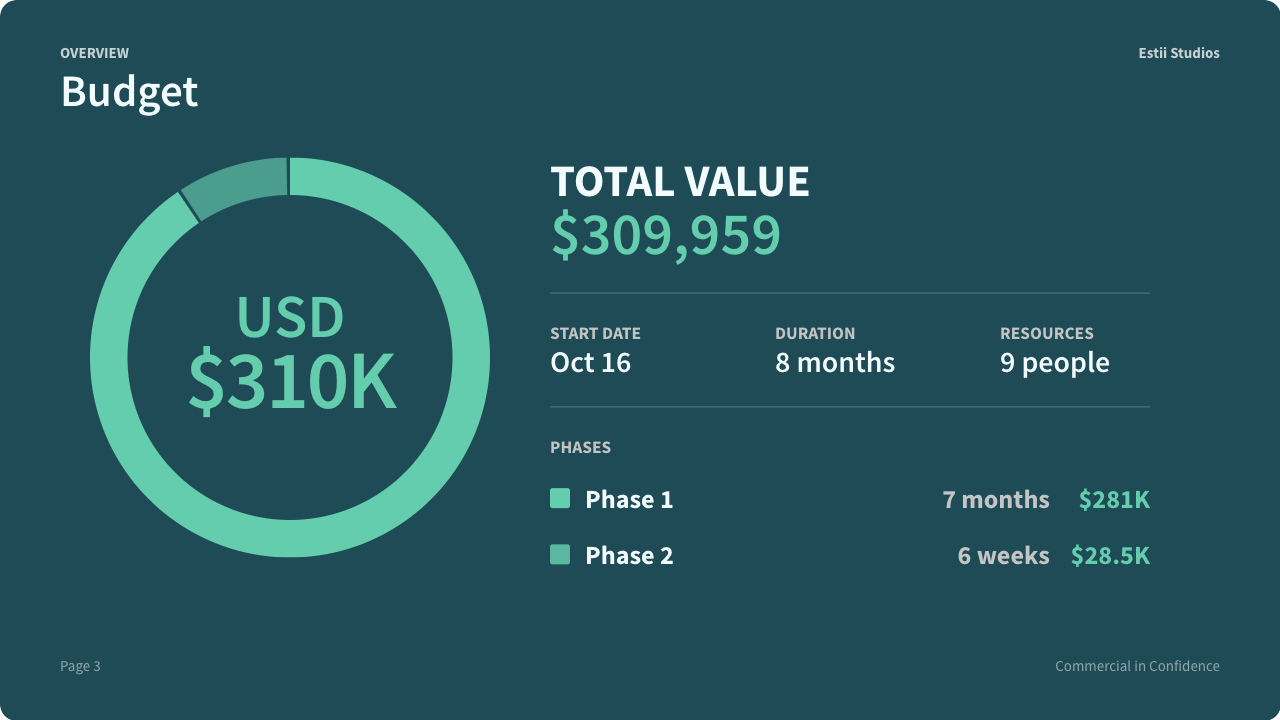 OVERVIEW
Estii Studios
Budget
USD
$310K
TOTAL VALUE
$309,959
START DATE
DURATION
RESOURCES
Oct 16
8 months
9 people
PHASES
Phase 1 7 months $281K
Phase 2 6 weeks $28.5K
Page 3
Commercial in Confidence